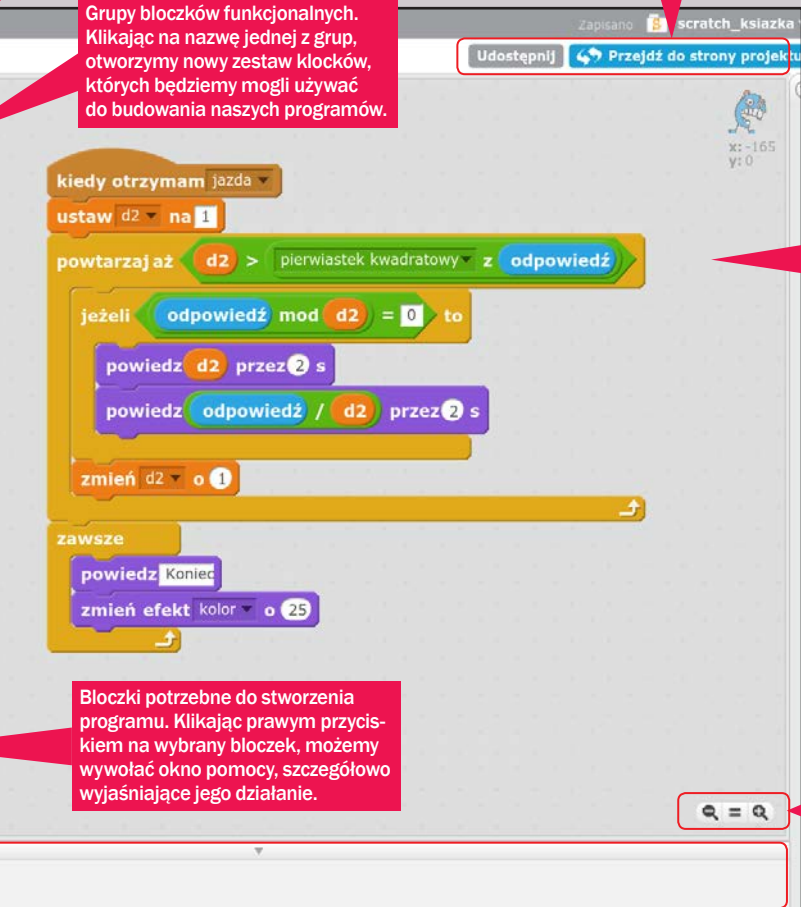 Grupy bloczków funkcjonalnych.
Klikając na nazwę jednej z grup,
otworzymy nowy zestaw klocków,
których będziemy mogli używać
do budowania naszych programów.
Zapisano scratch_ksiazka
Udostępnij Przejdź do strony projektu
x: -165
y: 0
kiedy otrzymam jazda
ustaw d2 na 1
powtarzaj aż d2 > pierwiastek kwadratowy z odpowiedź
jeżeli odpowiedź mod d2 = 0 to
powiedz d2 przez 2 s
powiedz odpowiedź / d2 przez 2 s
zmień d2 o 1
zawsze
powiedz Koniec
zmień efekt kolor o 25
Bloczki potrzebne do stworzenia
programu. Klikając prawym przycis-
kiem na wybrany bloczek, możemy
wywołać okno pomocy, szczegółowo
wyjaśniające jego działanie.